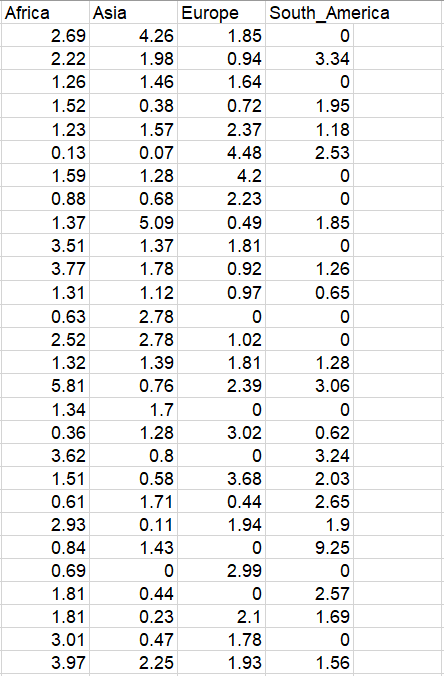 Africa Asia Europe South_America
2.69 4.26 1.85 0
2.22 1.98 0.94 3.34
1.26 1.46 1.64 0
1.52 0.38 0.72 1.95
1.23 1.57 2.37 1.18
0.13 0.07 4.48 2.53
1.59 1.28 4.2 0
0.88 0.68 2.23 0
1.37 5.09 0.49 1.85
3.51 1.37 1.81 0
3.77 1.78 0.92 1.26
1.31 1.12 0.97 0.65
0.63 2.78 0 0
2.52 2.78 1.02 0
1.32 1.39 1.81 1.28
5.81 0.76 2.39 3.06
1.34 1.7 0 0
0.36 1.28 3.02 0.62
3.62 0.8 0 3.24
1.51 0.58 3.68 2.03
0.61 1.71 0.44 2.65
2.93 0.11 1.94 1.9
0.84 1.43 0 9.25
0.69 0 2.99 0
1.81 0.44 0 2.57
1.81 0.23 2.1 1.69
3.01 0.47 1.78 0
3.97 2.25 1.93 1.56